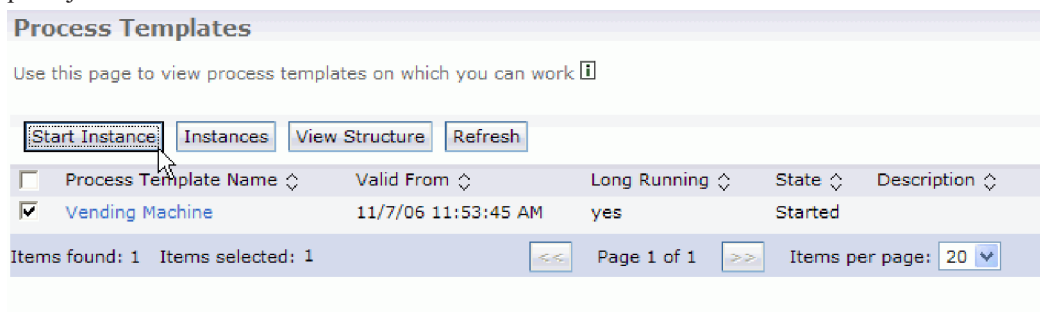 Process Templates
Use this page to view process templates on which you can work i
Start Instance Instances View Structure Refresh
Process Template Name Valid From Long Running State Description
Vending Machine 11/7/06 11:53:45 AM yes Started
Items found: 1 Items selected: 1 << Page 1 of 1 >> Items per page: 20